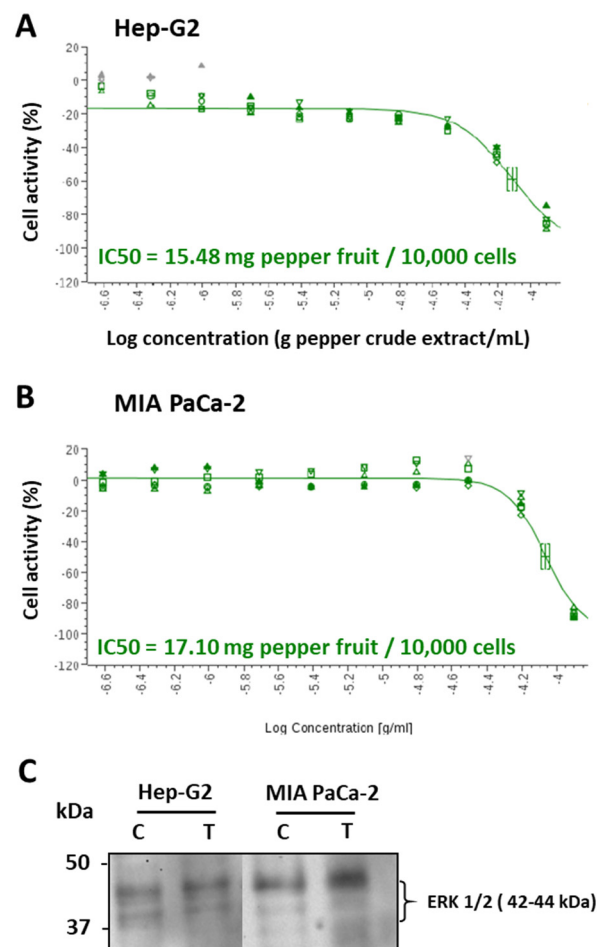 A
Hep-G2
Cell activity (%)
20
0
-20
-40
-60
-80
-100
-120
IC50 = 15.48 mg pepper fruit / 10,000 cells
-6.6 -6.4 -6.2 -6 -5.8 -5.6 -5.4 -5.2 -5 -4.8 -4.6 -4.4 -4.2 -4
Log concentration (g pepper crude extract/mL)
B
MIA PaCa-2
Cell activity (%)
20
0
-20
-40
-60
-80
-100
-120
IC50 = 17.10 mg pepper fruit / 10,000 cells
-6.6 -6.4 -6.2 -6 -5.8 -5.6 -5.4 -5.2 -5 -4.8 -4.6 -4.4 -4.2 -4
Log Concentration [g/ml]
C
Hep-G2 MIA PaCa-2
kDa
C T C T
50
ERK 1/2 ( 42-44 kDa)
37